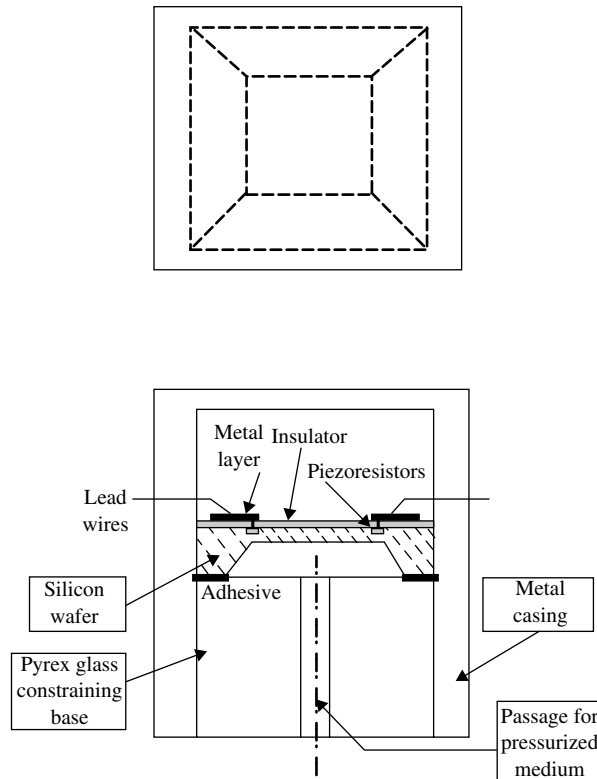 Metal
layer
Insulator
Piezoresistors
Lead
wires
Silicon
wafer
Adhesive
Metal
casing
Pyrex glass
constraining
base
Passage for
pressurized
medium